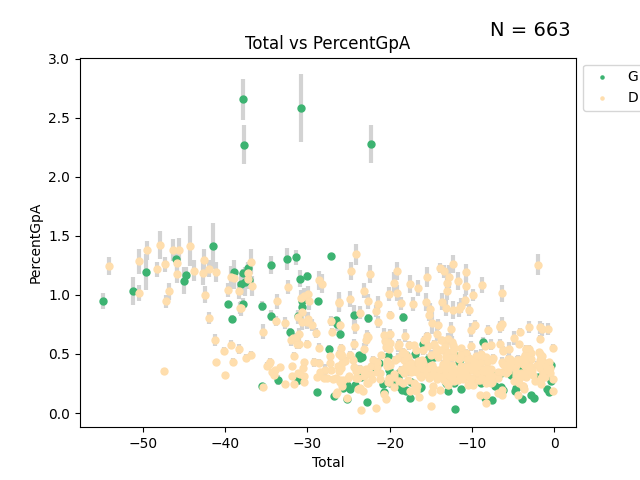 N = 663
Total vs PercentGpA
G
D
PercentGpA
3.0
2.5
2.0
1.5
1.0
0.5
0.0
−50 −40 −30 −20 −10 0
Total